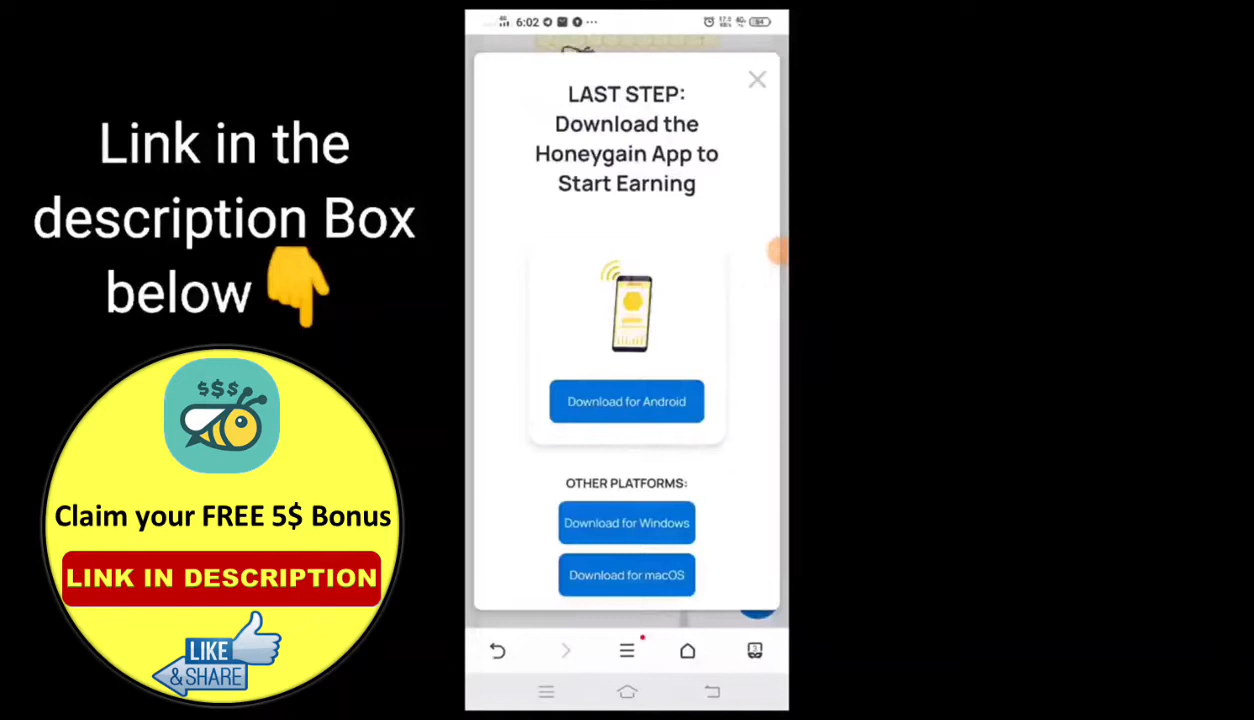 Link in the
description Box
below
$$$
Claim your FREE 5$ Bonus
LINK IN DESCRIPTION
LIKE
& SHARE
6:02
LAST STEP:
Download the
Honeygain App to
Start Earning
Download for Android
OTHER PLATFORMS:
Download for Windows
Download for macOS